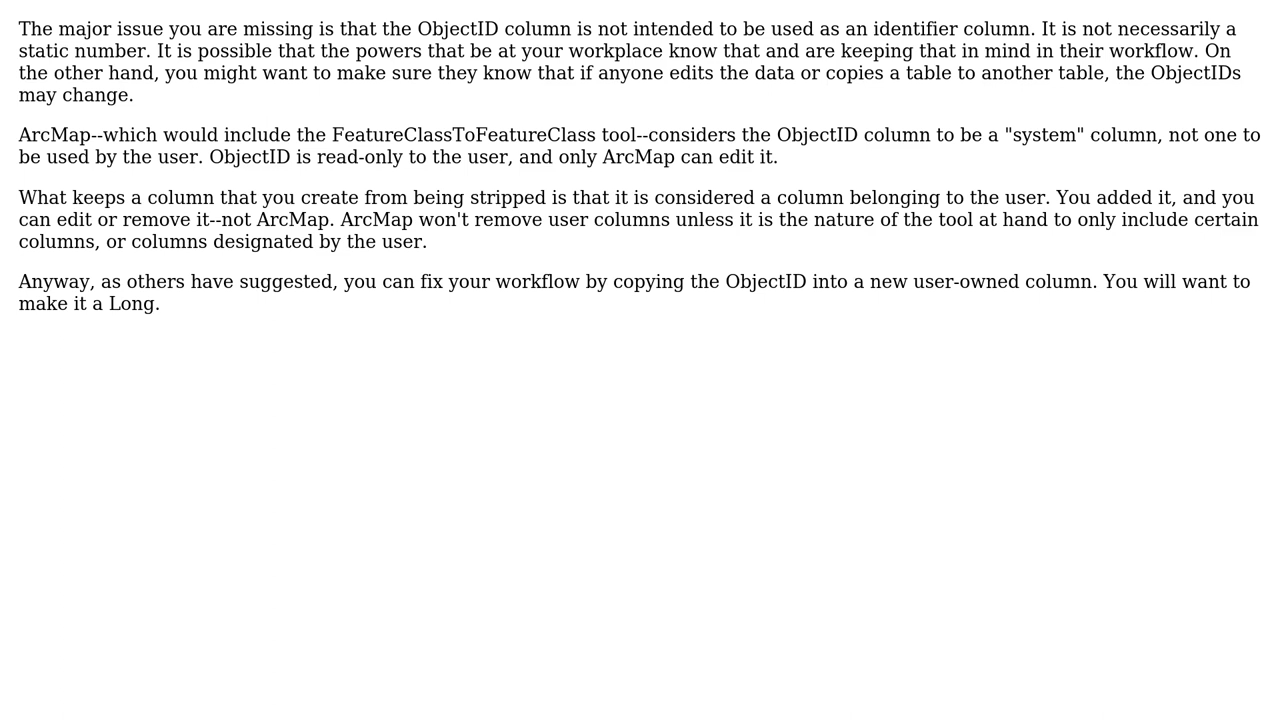 The major issue you are missing is that the ObjectID column is not intended to be used as an identifier column. It is not necessarily a
static number. It is possible that the powers that be at your workplace know that and are keeping that in mind in their workflow. On
the other hand, you might want to make sure they know that if anyone edits the data or copies a table to another table, the ObjectIDs
may change.
ArcMap--which would include the FeatureClassToFeatureClass tool--considers the ObjectID column to be a "system" column, not one to
be used by the user. ObjectID is read-only to the user, and only ArcMap can edit it.
What keeps a column that you create from being stripped is that it is considered a column belonging to the user. You added it, and you
can edit or remove it--not ArcMap. ArcMap won't remove user columns unless it is the nature of the tool at hand to only include certain
columns, or columns designated by the user.
Anyway, as others have suggested, you can fix your workflow by copying the ObjectID into a new user-owned column. You will want to
make it a Long.